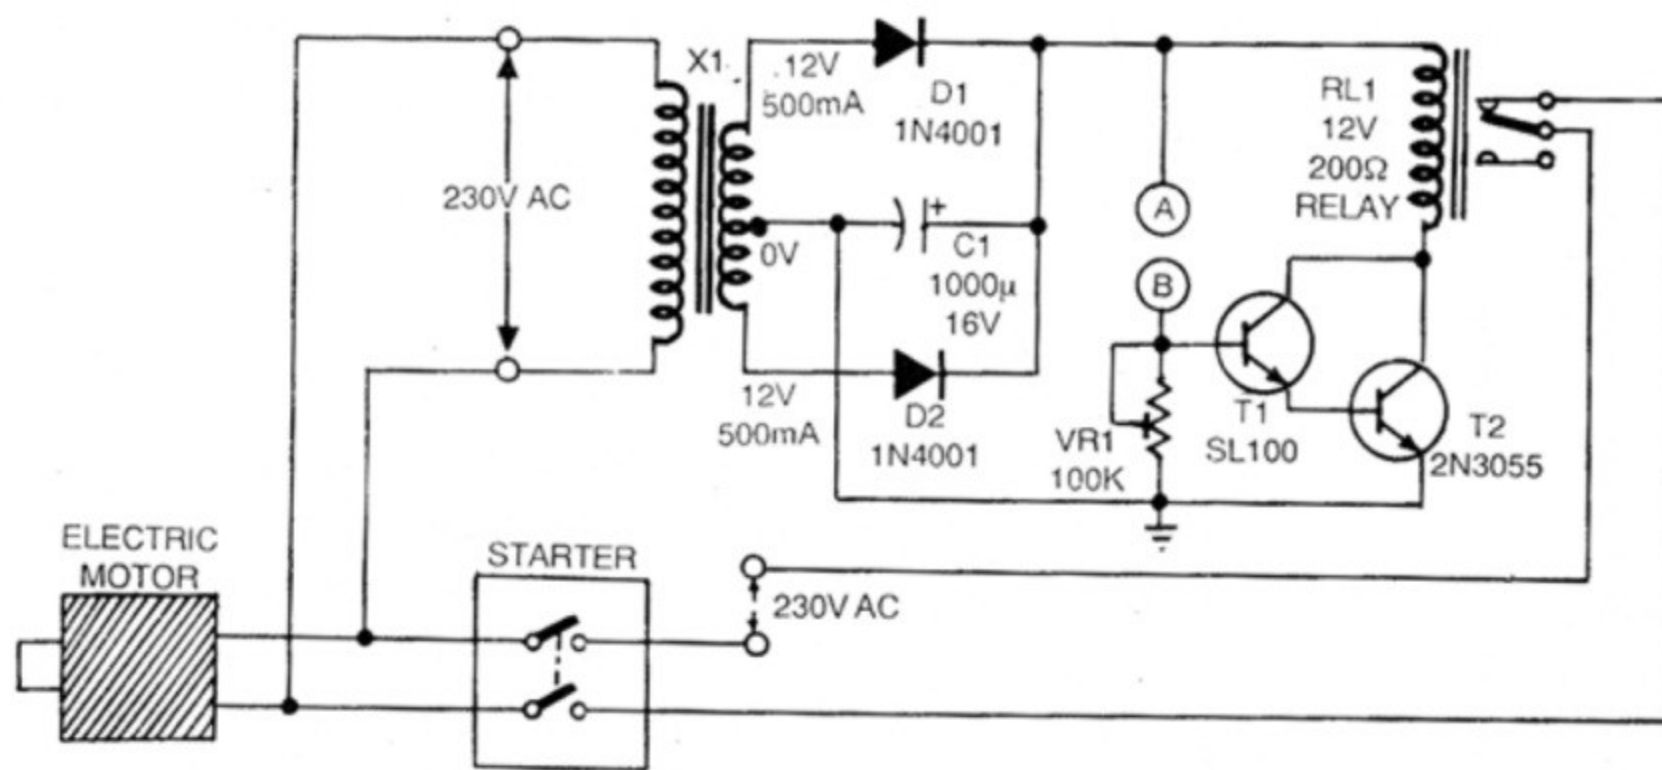 X1
12V
500mA
D1
1N4001
RL1
12V
200Ω
RELAY
230V AC
A
0V
C1
1000µ
16V
+
B
12V
500mA
D2
1N4001
VR1
100K
T1
SL100
T2
2N3055
ELECTRIC
MOTOR
STARTER
230V AC